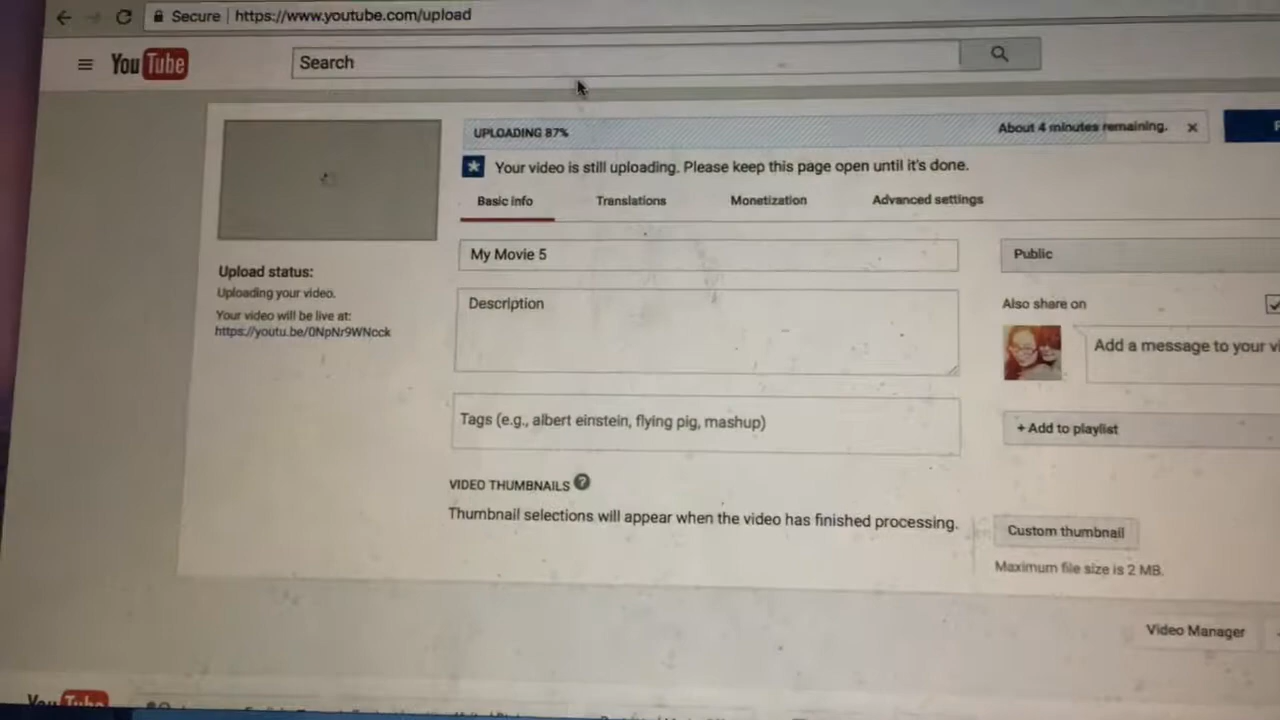 Secure | https://www.youtube.com/upload
YouTube
Search
UPLOADING 87%
About 4 minutes remaining.
Your video is still uploading. Please keep this page open until it's done.
Basic info
Translations
Monetization
Advanced settings
My Movie 5
Public
Upload status:
Uploading your video.
Your video will be live at:
https://youtu.be/0NpNr9WNcck
Description
Also share on
Add a message to your vi
Tags (e.g., albert einstein, flying pig, mashup)
+ Add to playlist
VIDEO THUMBNAILS ?
Thumbnail selections will appear when the video has finished processing.
Custom thumbnail
Maximum file size is 2 MB.
Video Manager
YouTube